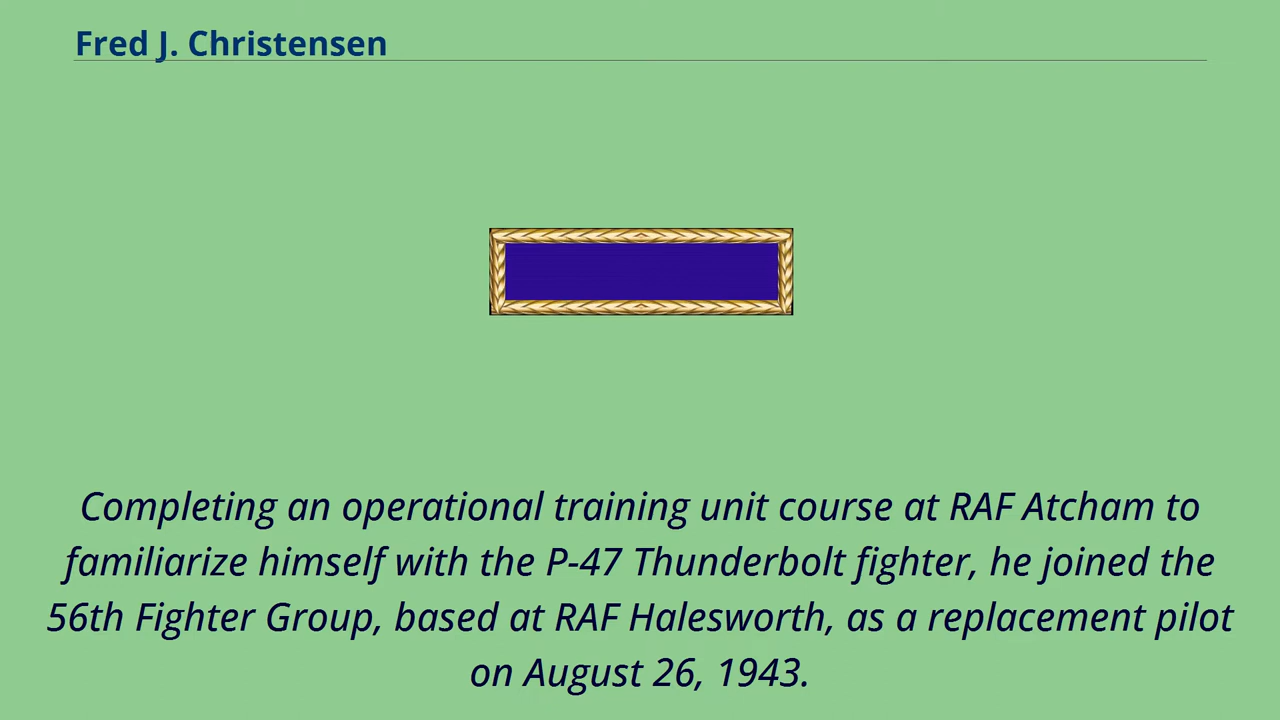 Fred J. Christensen
Completing an operational training unit course at RAF Atcham to
familiarize himself with the P-47 Thunderbolt fighter, he joined the
56th Fighter Group, based at RAF Halesworth, as a replacement pilot
on August 26, 1943.